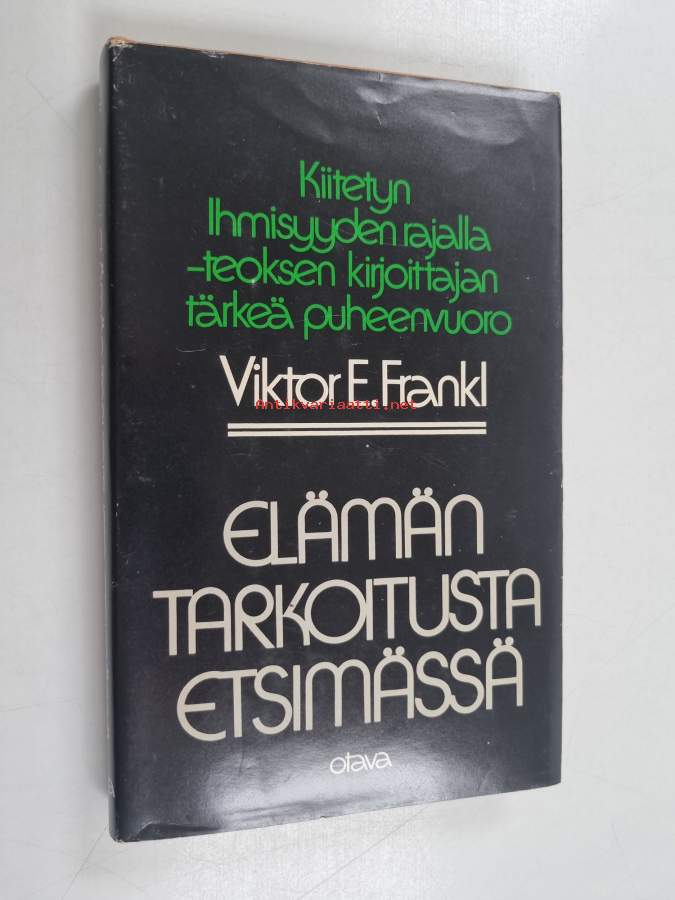 Kiitetyn
Ihmisyyden rajalla
-teoksen kirjoittajan
tärkeä puheenvuoro
Viktor E. Frankl
Antikvariaatti.net
ELÄMÄN
TARKOITUSTA
ETSIMÄSSÄ
otava